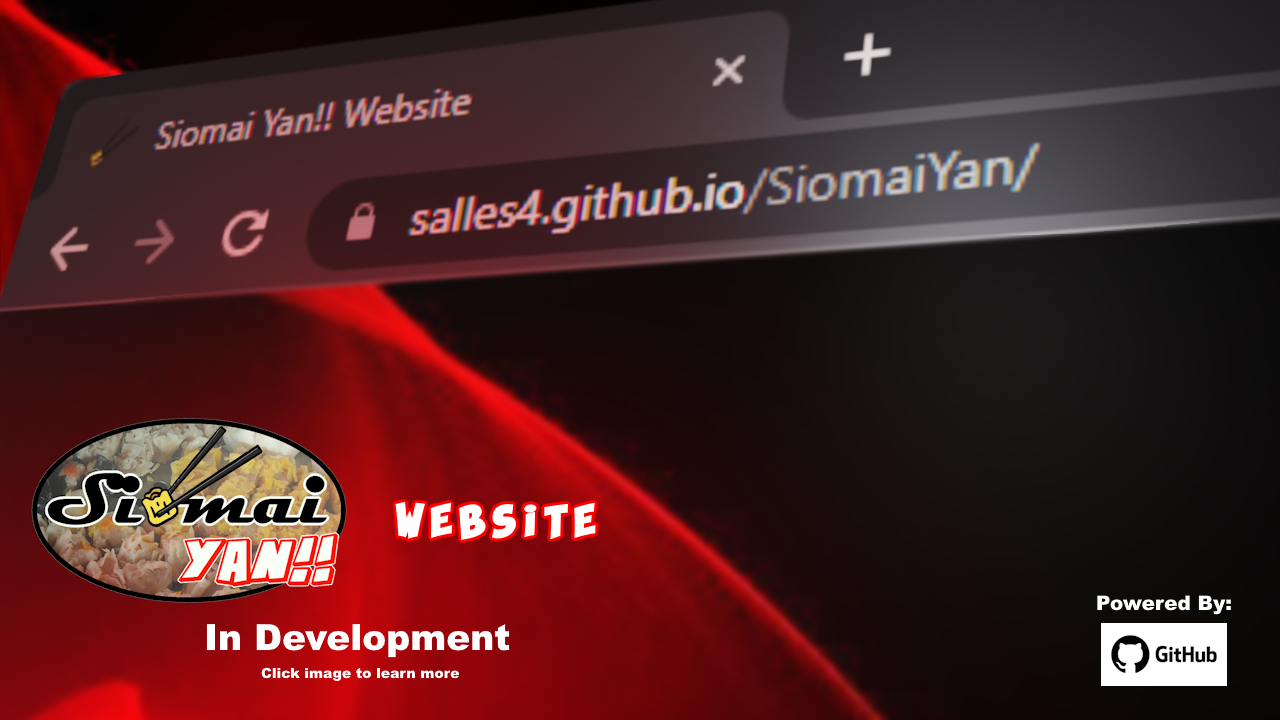 Siomai Yan!! Website
salles4.github.io/SiomaiYan/
Siomai
YAN!!
WEBSiTE
In Development
Click image to learn more
Powered By:
GitHub